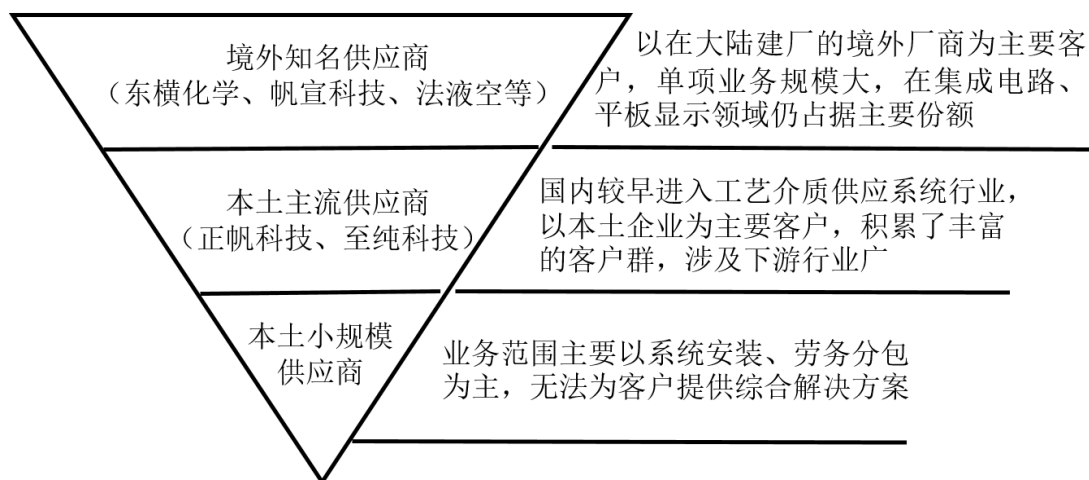 境外知名供应商
（东横化学、帆宣科技、法液空等）
以在大陆建厂的境外厂商为主要客
户，单项业务规模大，在集成电路、
平板显示领域仍占据主要份额
本土主流供应商
（正帆科技、至纯科技）
国内较早进入工艺介质供应系统行业，
以本土企业为主要客户，积累了丰富
的客户群，涉及下游行业广
本土小规模
供应商
业务范围主要以系统安装、劳务分包
为主，无法为客户提供综合解决方案